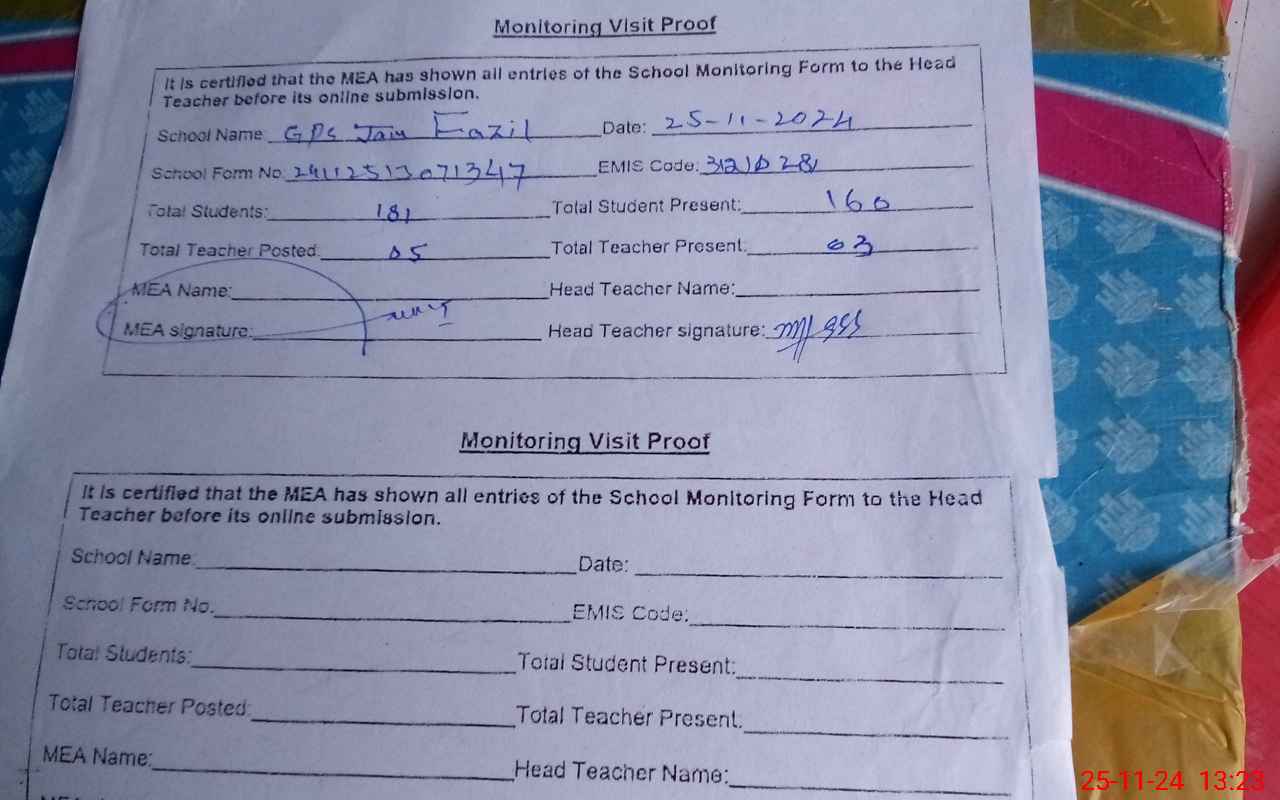 Monitoring Visit Proof
It is certified that the MEA has shown all entries of the School Monitoring Form to the Head
Teacher before its online submission.
School Name: GPS Jam Fazil Date: 25-11-2024
School Form No. 24112513071347 EMIS Code: 31210281
Total Students: 181 Total Student Present: 160
Total Teacher Posted: 05 Total Teacher Present: 03
MEA Name: Head Teacher Name:
MEA signature: Head Teacher signature:
Monitoring Visit Proof
It is certified that the MEA has shown all entries of the School Monitoring Form to the Head
Teacher before its online submission.
School Name: Date:
School Form No. EMIS Code:
Total Students: Total Student Present:
Total Teacher Posted: Total Teacher Present.
MEA Name: Head Teacher Name:
25-11-24 13:23